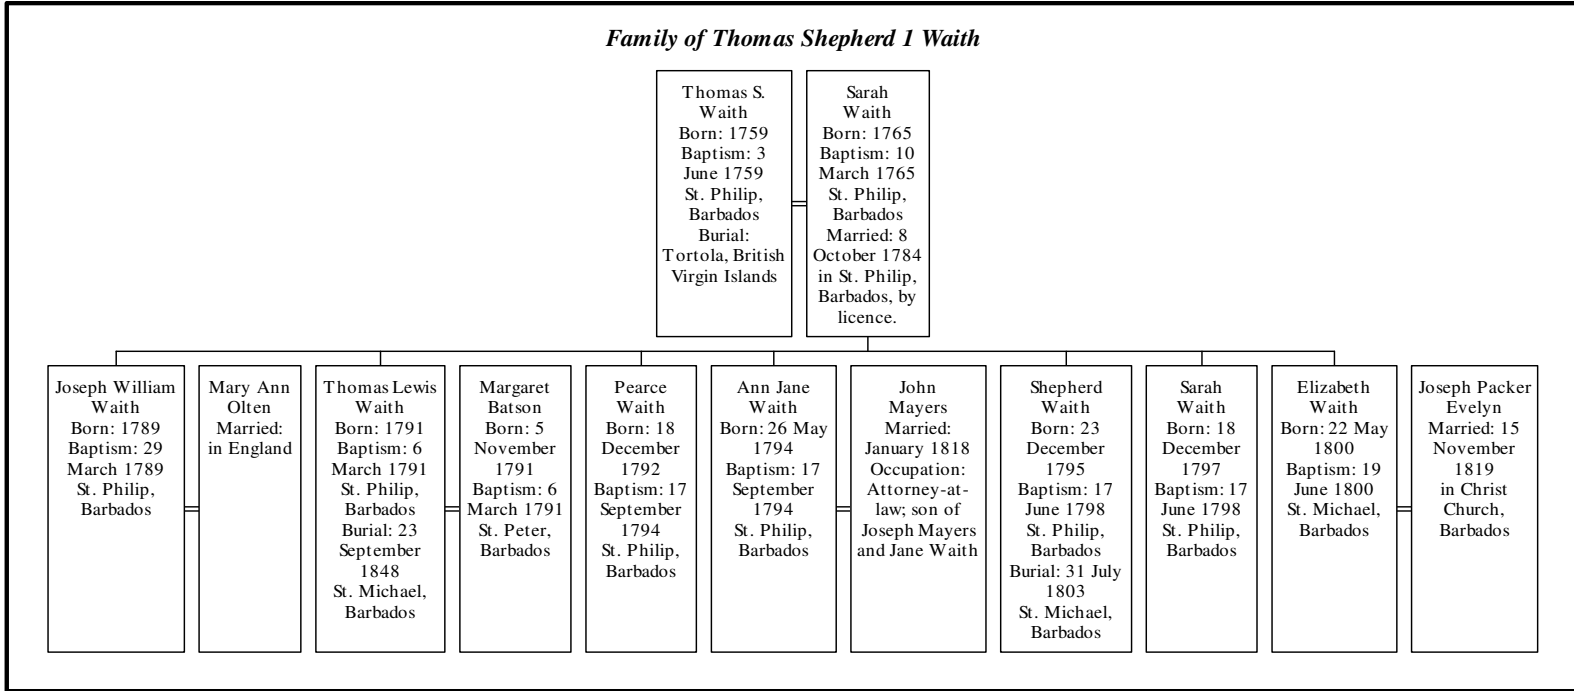 Family of Thomas Shepherd 1 Waith
Thomas S.
Waith
Born: 1759
Baptism: 3
June 1759
St. Philip,
Barbados
Burial:
Tortola, British
Virgin Islands
Sarah
Waith
Born: 1765
Baptism: 10
March 1765
St. Philip,
Barbados
Married: 8
October 1784
in St. Philip,
Barbados, by
licence.
Joseph William
Waith
Born: 1789
Baptism: 29
March 1789
St. Philip,
Barbados
Mary Ann
Olten
Married:
in England
Thomas Lewis
Waith
Born: 1791
Baptism: 6
March 1791
St. Philip,
Barbados
Burial: 23
September
1848
St. Michael,
Barbados
Margaret
Batson
Born: 5
November
1791
Baptism: 6
March 1791
St. Peter,
Barbados
Pearce
Waith
Born: 18
December
1792
Baptism: 17
September
1794
St. Philip,
Barbados
Ann Jane
Waith
Born: 26 May
1794
Baptism: 17
September
1794
St. Philip,
Barbados
John
Mayers
Married:
January 1818
Occupation:
Attorney-at-
law; son of
Joseph Mayers
and Jane Waith
Shepherd
Waith
Born: 23
December
1795
Baptism: 17
June 1798
St. Philip,
Barbados
Burial: 31 July
1803
St. Michael,
Barbados
Sarah
Waith
Born: 18
December
1797
Baptism: 17
June 1798
St. Philip,
Barbados
Elizabeth
Waith
Born: 22 May
1800
Baptism: 19
June 1800
St. Michael,
Barbados
Joseph Packer
Evelyn
Married: 15
November
1819
in Christ
Church,
Barbados